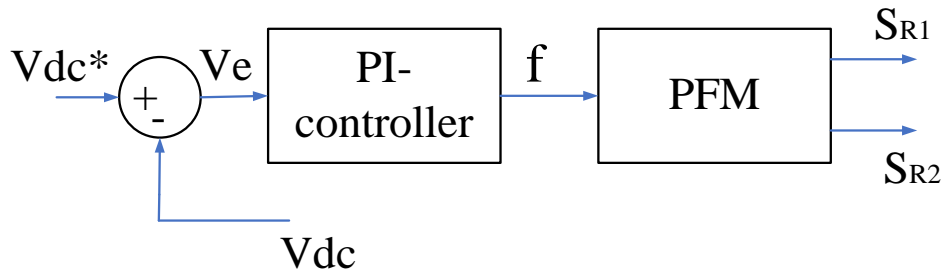 Vdc*
+
-
Ve
PI-
controller
f
PFM
SR1
SR2
Vdc